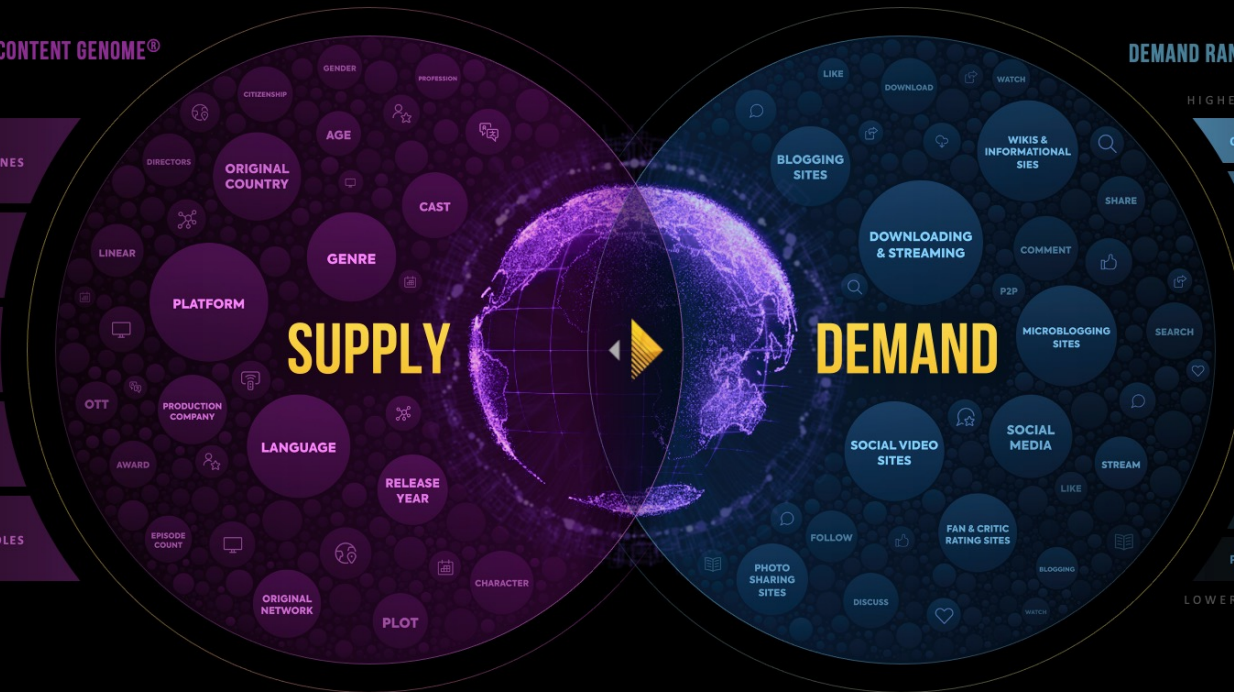 CONTENT GENOME®
NES
OLES
GENDER
PROFESSION
CITIZENSHIP
AGE
DIRECTORS
ORIGINAL
COUNTRY
CAST
LINEAR
GENRE
PLATFORM
SUPPLY
OTT
PRODUCTION
COMPANY
LANGUAGE
AWARD
RELEASE
YEAR
EPISODE
COUNT
CHARACTER
ORIGINAL
NETWORK
PLOT
DEMAND RAN
HIGHE
LIKE
DOWNLOAD
WATCH
BLOGGING
SITES
WIKIS &
INFORMATIONAL
SIES
SHARE
DOWNLOADING
& STREAMING
COMMENT
P2P
MICROBLOGGING
SITES
SEARCH
DEMAND
SOCIAL VIDEO
SITES
SOCIAL
MEDIA
STREAM
LIKE
FOLLOW
FAN & CRITIC
RATING SITES
BLOGGING
PHOTO
SHARING
SITES
DISCUSS
WATCH
LOWER